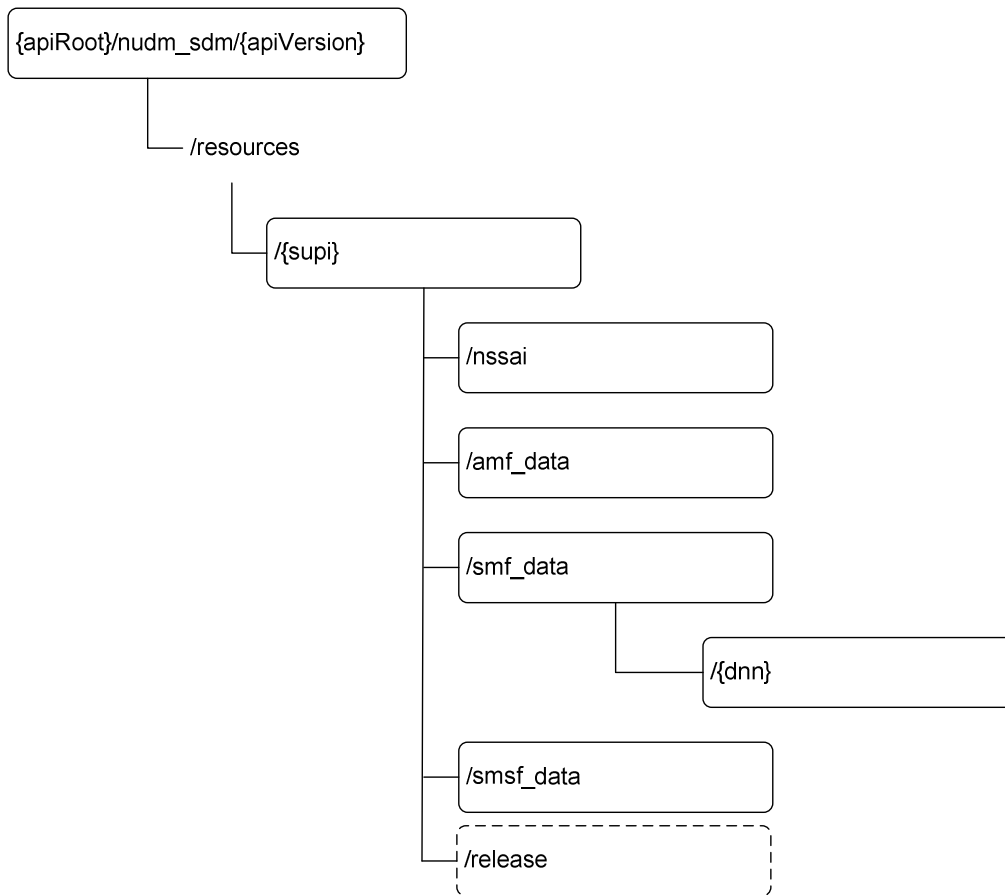 {apiRoot}/nudm_sdm/{apiVersion}
/resources
/{supi}
/nssai
/amf_data
/smf_data
/{dnn}
/smsf_data
/release